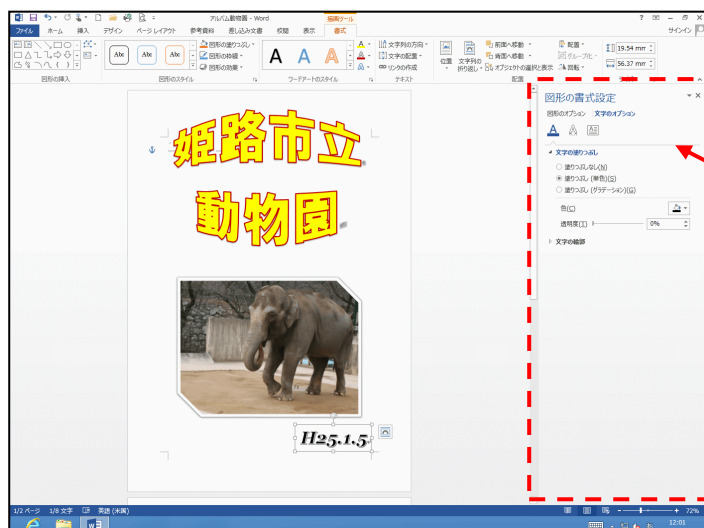 アルバム動物園 - Word
描画ツール
ファイル ホーム 挿入 デザイン ページ レイアウト 参考資料 差し込み文書 校閲 表示 書式
サインイン
Abc Abc Abc
図形の塗りつぶし
図形の枠線
図形の効果
A A A
文字列の方向
文字の配置
リンクの作成
位置 文字列の折り返し
前面へ移動
背面へ移動
オブジェクトの選択と表示
配置
グループ化
回転
19.54 mm
56.37 mm
図形の挿入 図形のスタイル ワードアートのスタイル テキスト 配置
図形の書式設定
図形のオプション 文字のオプション
文字の塗りつぶし
塗りつぶしなし(N)
塗りつぶし (単色)(S)
塗りつぶし (グラデーション)(G)
色(C)
透明度(T) 0%
文字の輪郭
姫路市立
動物園
H25.1.5
1/2 ページ 1/8 文字 英語 (米国)
72%
12:01